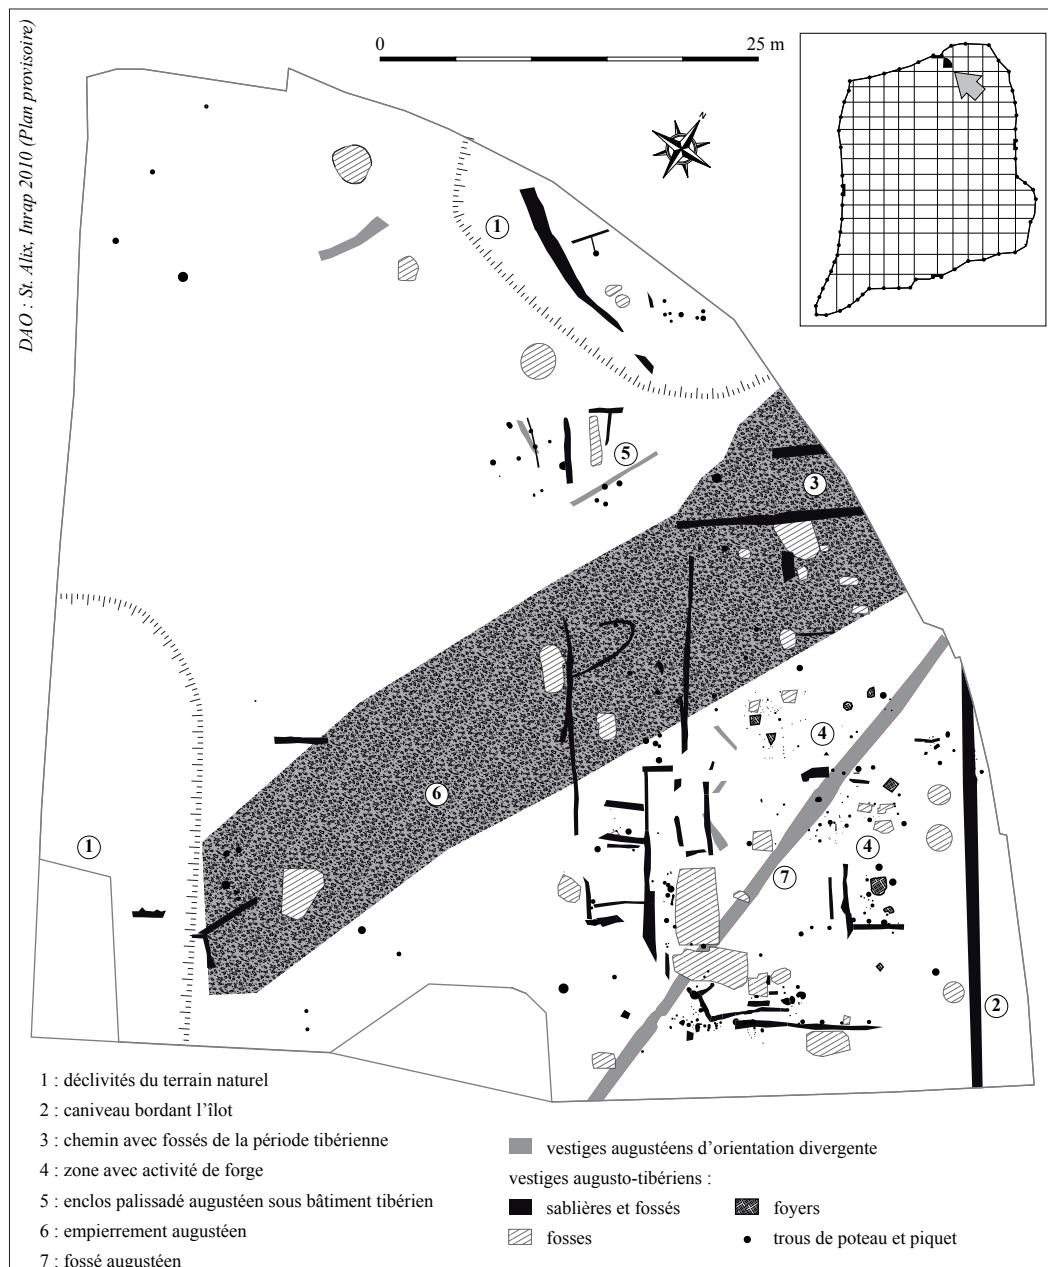 DAO : St. Alix, Inrap 2010 (Plan provisoire)
0 25 m
N
1
5
3
4
6
1
4
7
2
1 : déclivités du terrain naturel
2 : caniveau bordant l’îlot
3 : chemin avec fossés de la période tibérienne
4 : zone avec activité de forge
5 : enclos palissadé augustéen sous bâtiment tibérien
6 : empierrement augustéen
7 : fossé augustéen
vestiges augustéens d’orientation divergente
vestiges augusto-tibériens :
sablières et fossés
foyers
fosses
trous de poteau et piquet